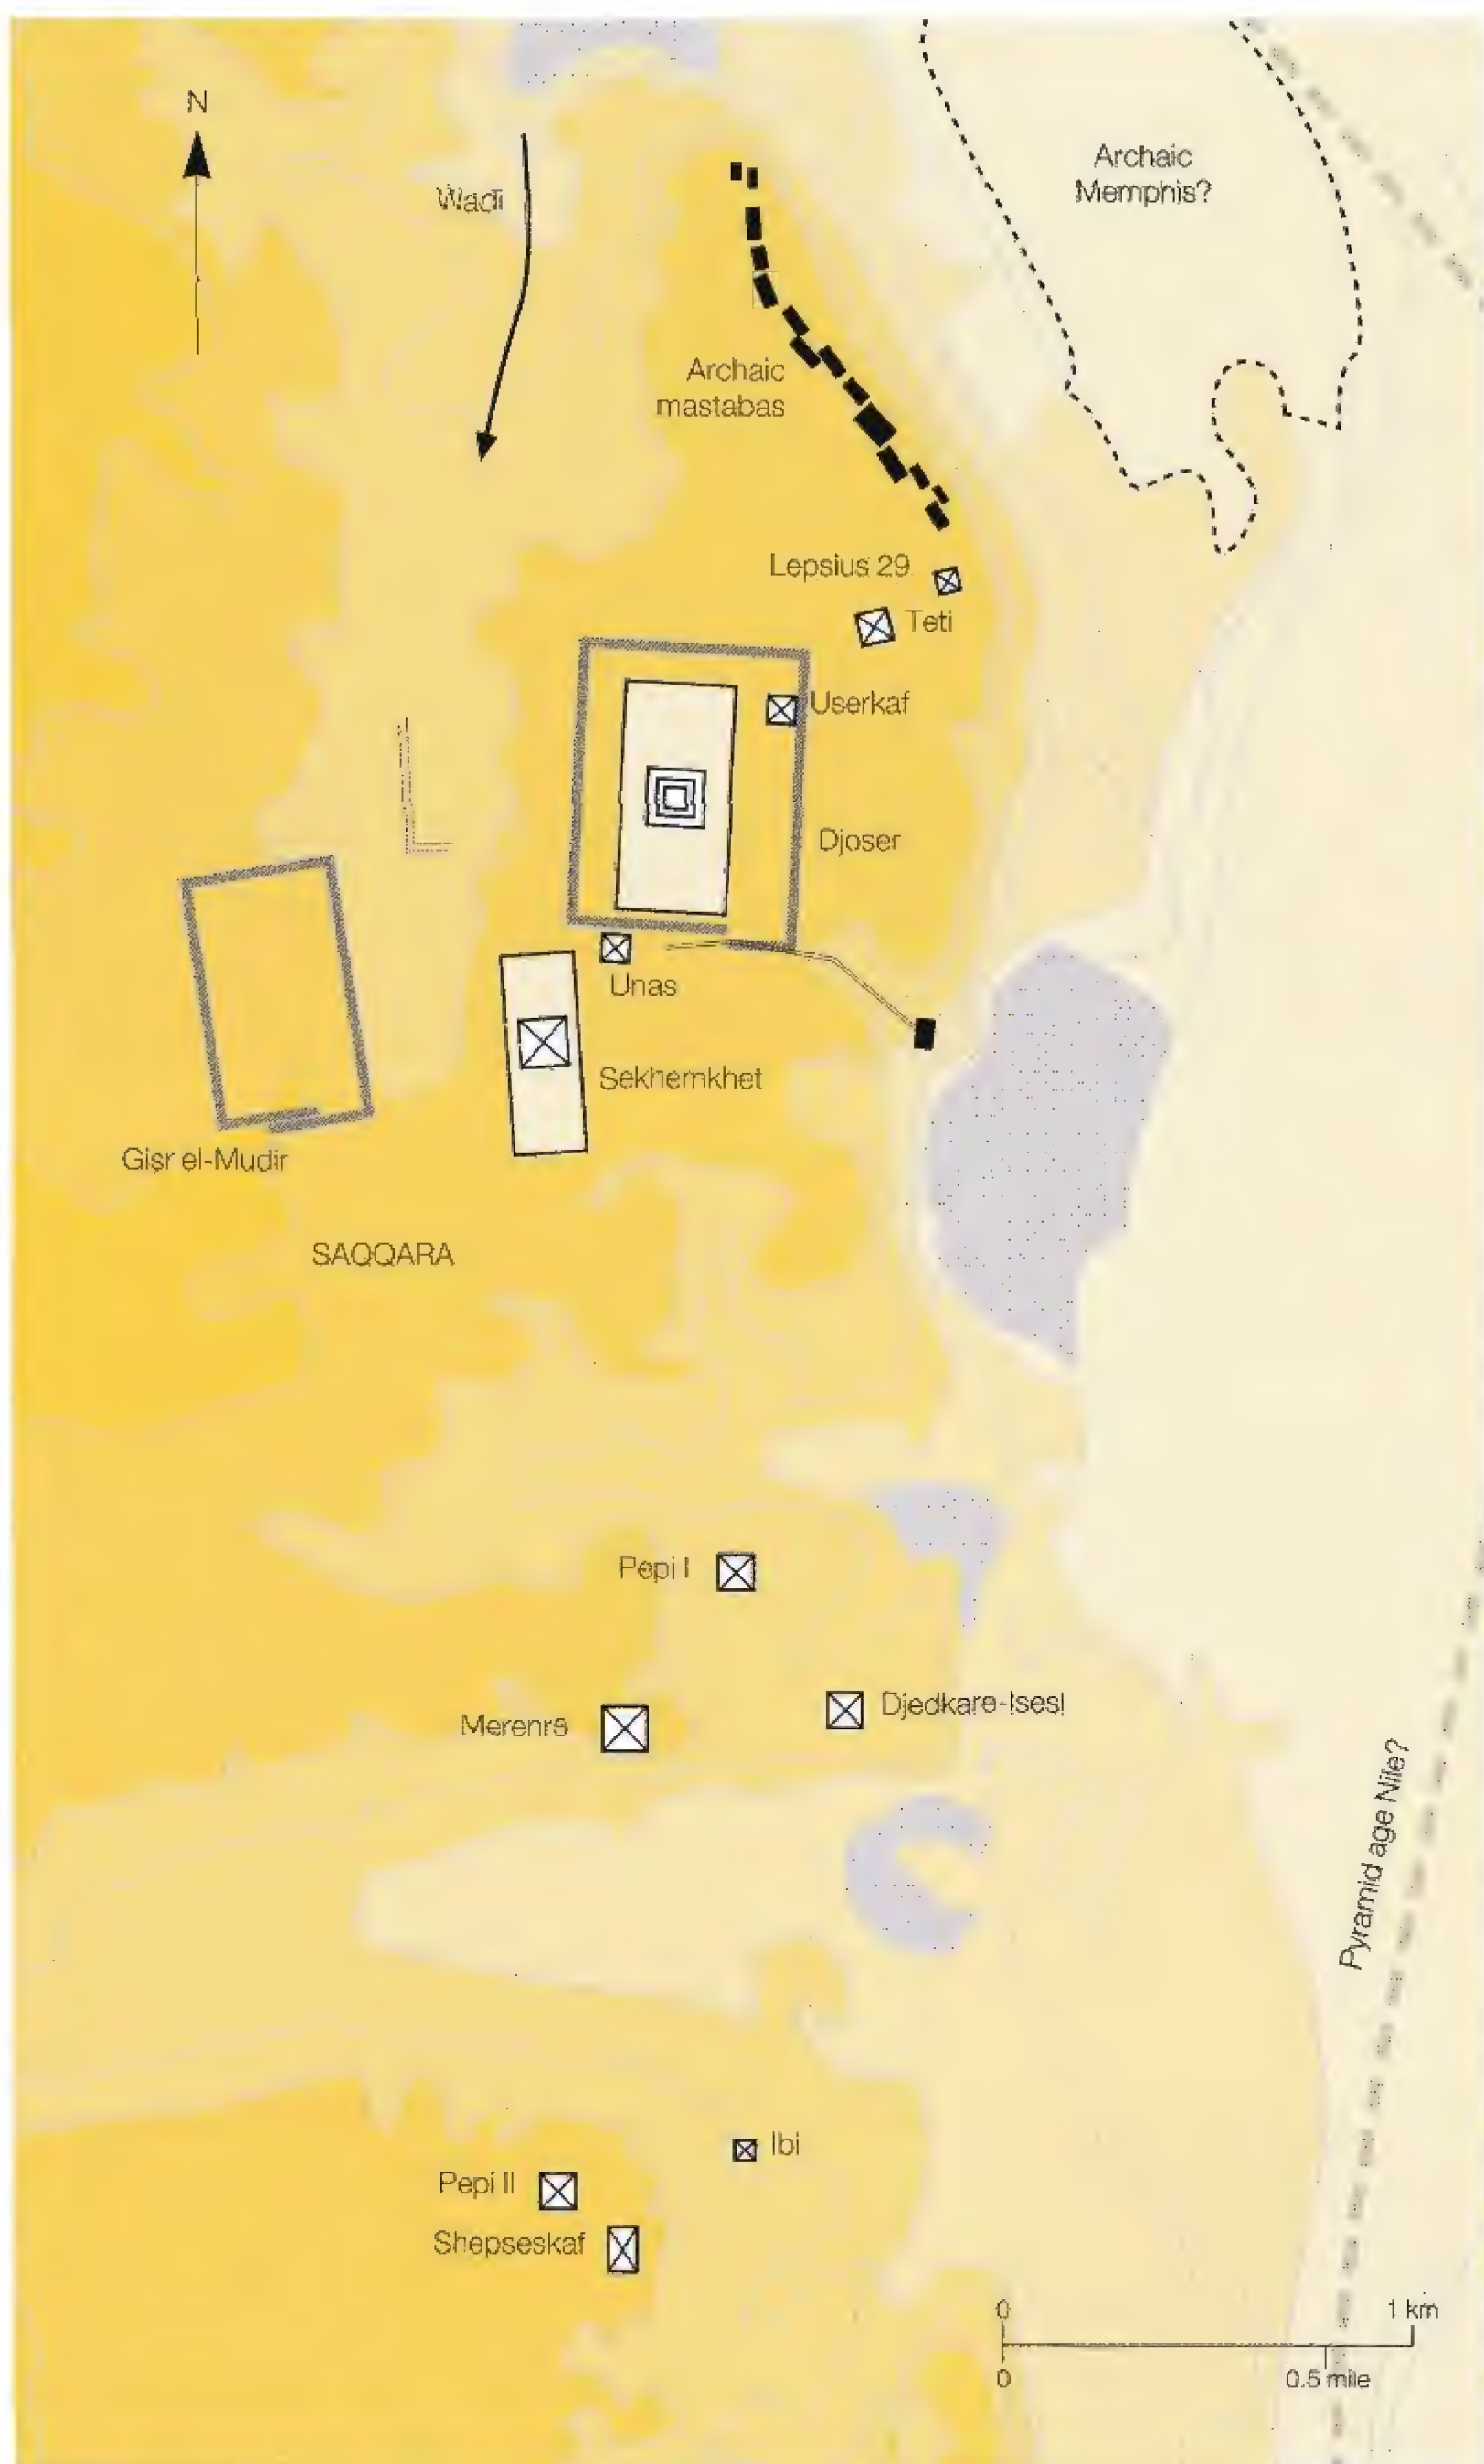 N
Wadi
Archaic
Memphis?
Archaic
mastabas
Lepsius 29
Teti
Userkaf
Djoser
Unas
Sekhemkhet
Gisr el-Mudir
SAQQARA
Pepi I
Merenre
Djedkare-Isesi
Pyramid age Nile?
Ibi
Pepi II
Shepseskaf
0
1 km
0
0.5 mile